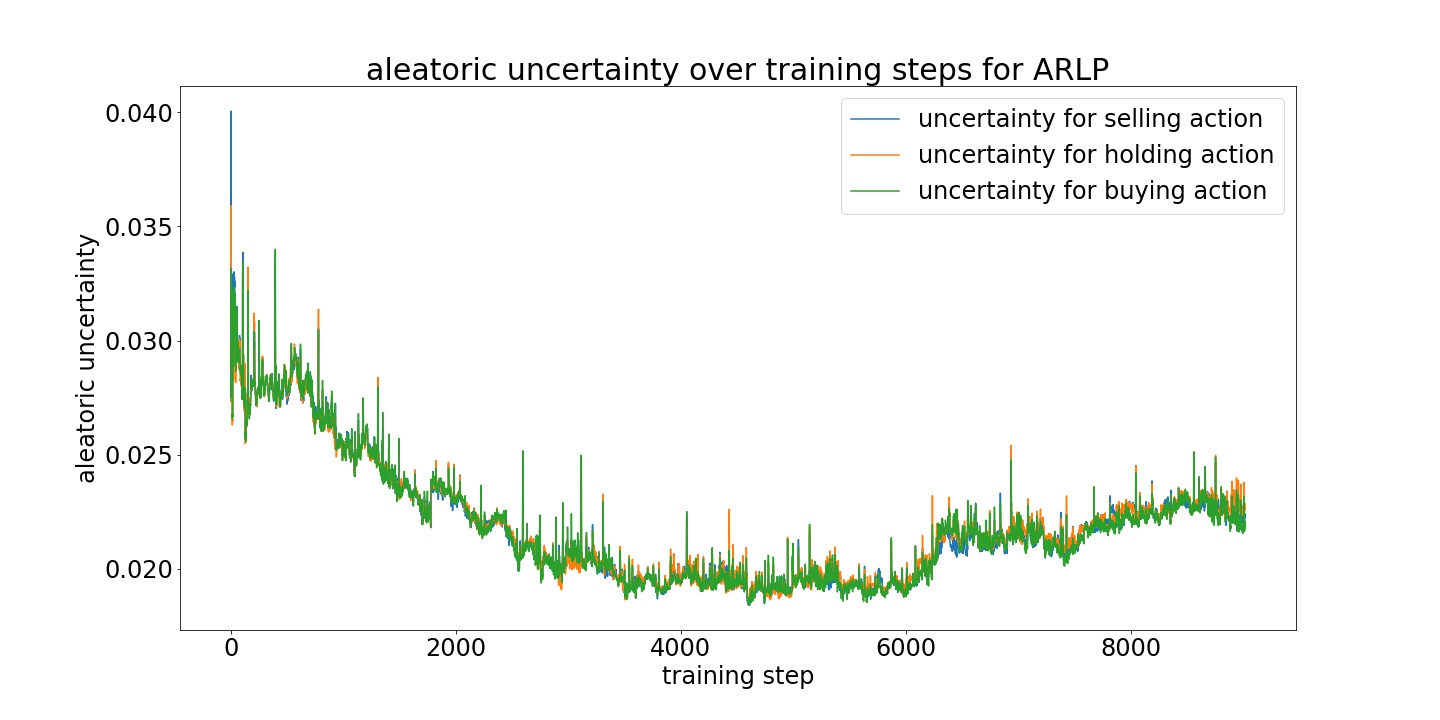 aleatoric uncertainty over training steps for ARLP
uncertainty for selling action
uncertainty for holding action
uncertainty for buying action
aleatoric uncertainty
0.040
0.035
0.030
0.025
0.020
0
2000
4000
6000
8000
training step